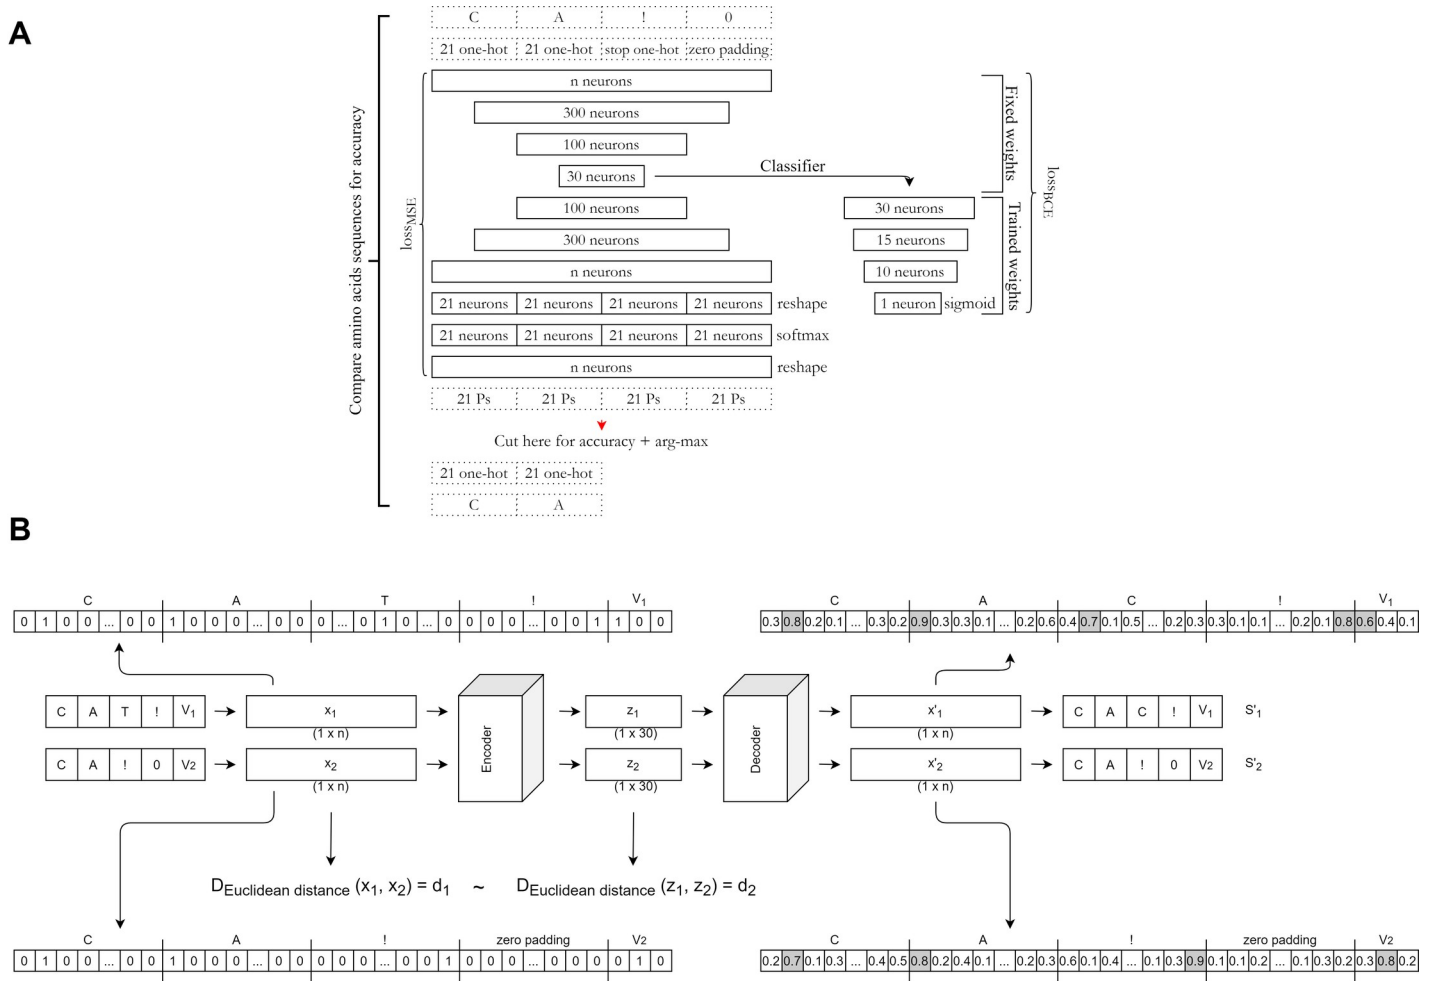 A
C A ! 0
21 one-hot 21 one-hot stop one-hot zero padding
n neurons
300 neurons
100 neurons
30 neurons
100 neurons
300 neurons
n neurons
21 neurons 21 neurons 21 neurons 21 neurons reshape
21 neurons 21 neurons 21 neurons 21 neurons softmax
n neurons reshape
21 Ps 21 Ps 21 Ps 21 Ps
Cut here for accuracy + arg-max
21 one-hot 21 one-hot
C A
Compare amino acids sequences for accuracy
lossMSE
Classifier
30 neurons
15 neurons
10 neurons
1 neuron sigmoid
Fixed weights
Trained weights
lossBCE
B
C A T ! V1
0 1 0 0 ... 0 0 1 0 0 0 ... 0 0 0 ... 0 1 0 ... 0 0 0 0 ... 0 0 1 1 0 0
C A C ! V1
0.3 0.8 0.2 0.1 ... 0.3 0.2 0.9 0.3 0.3 0.1 ... 0.2 0.6 0.4 0.7 0.1 0.5 ... 0.2 0.3 0.3 0.1 0.1 ... 0.2 0.1 0.8 0.6 0.4 0.1
C A T ! V1
x1
(1 x n)
Encoder
z1
(1 x 30)
Decoder
x'1
(1 x n)
C A C ! V1 S'1
C A ! 0 V2
x2
(1 x n)
z2
(1 x 30)
x'2
(1 x n)
C A ! 0 V2 S'2
DEuclidean distance (x1, x2) = d1 ~ DEuclidean distance (z1, z2) = d2
C A ! zero padding V2
0 1 0 0 ... 0 0 1 0 0 0 ... 0 0 0 0 0 ... 0 0 1 0 0 0 ... 0 0 0 0 1 0
C A ! zero padding V2
0.2 0.7 0.1 0.3 ... 0.4 0.5 0.8 0.2 0.4 0.1 ... 0.2 0.3 0.6 0.1 0.4 ... 0.1 0.3 0.9 0.1 0.1 0.2 ... 0.1 0.3 0.2 0.3 0.8 0.2